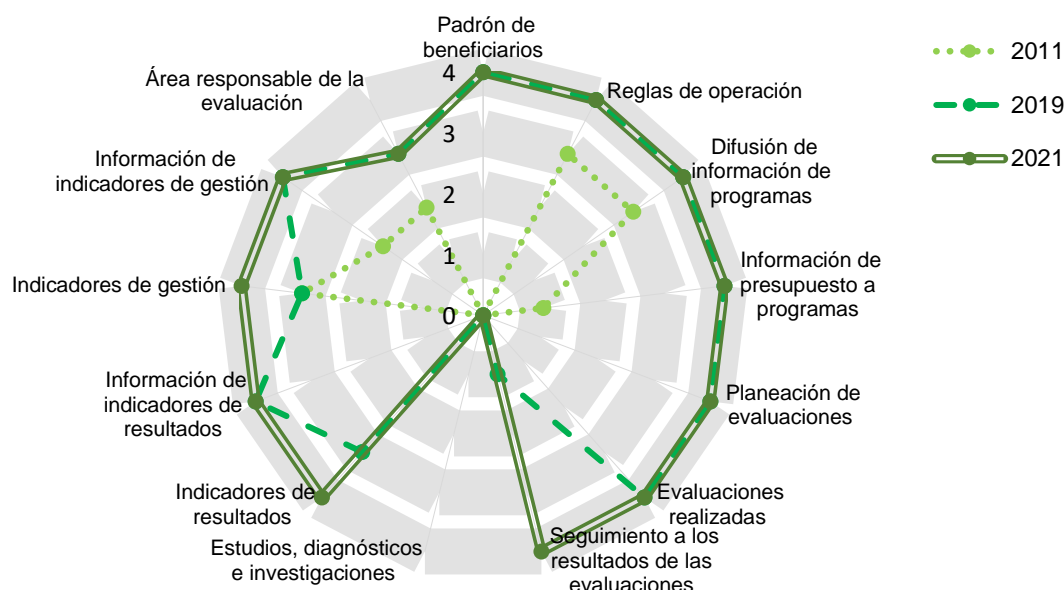 Padrón de
beneficiarios
Reglas de operación
Difusión de
información de
programas
Información de
presupuesto a
programas
Planeación de
evaluaciones
Evaluaciones
realizadas
Seguimiento a los
resultados de las
evaluaciones
Estudios, diagnósticos
e investigaciones
Indicadores de
resultados
Información de
indicadores de
resultados
Indicadores de gestión
Información de
indicadores de gestión
Área responsable de la
evaluación
4
3
2
1
0
2011
2019
2021